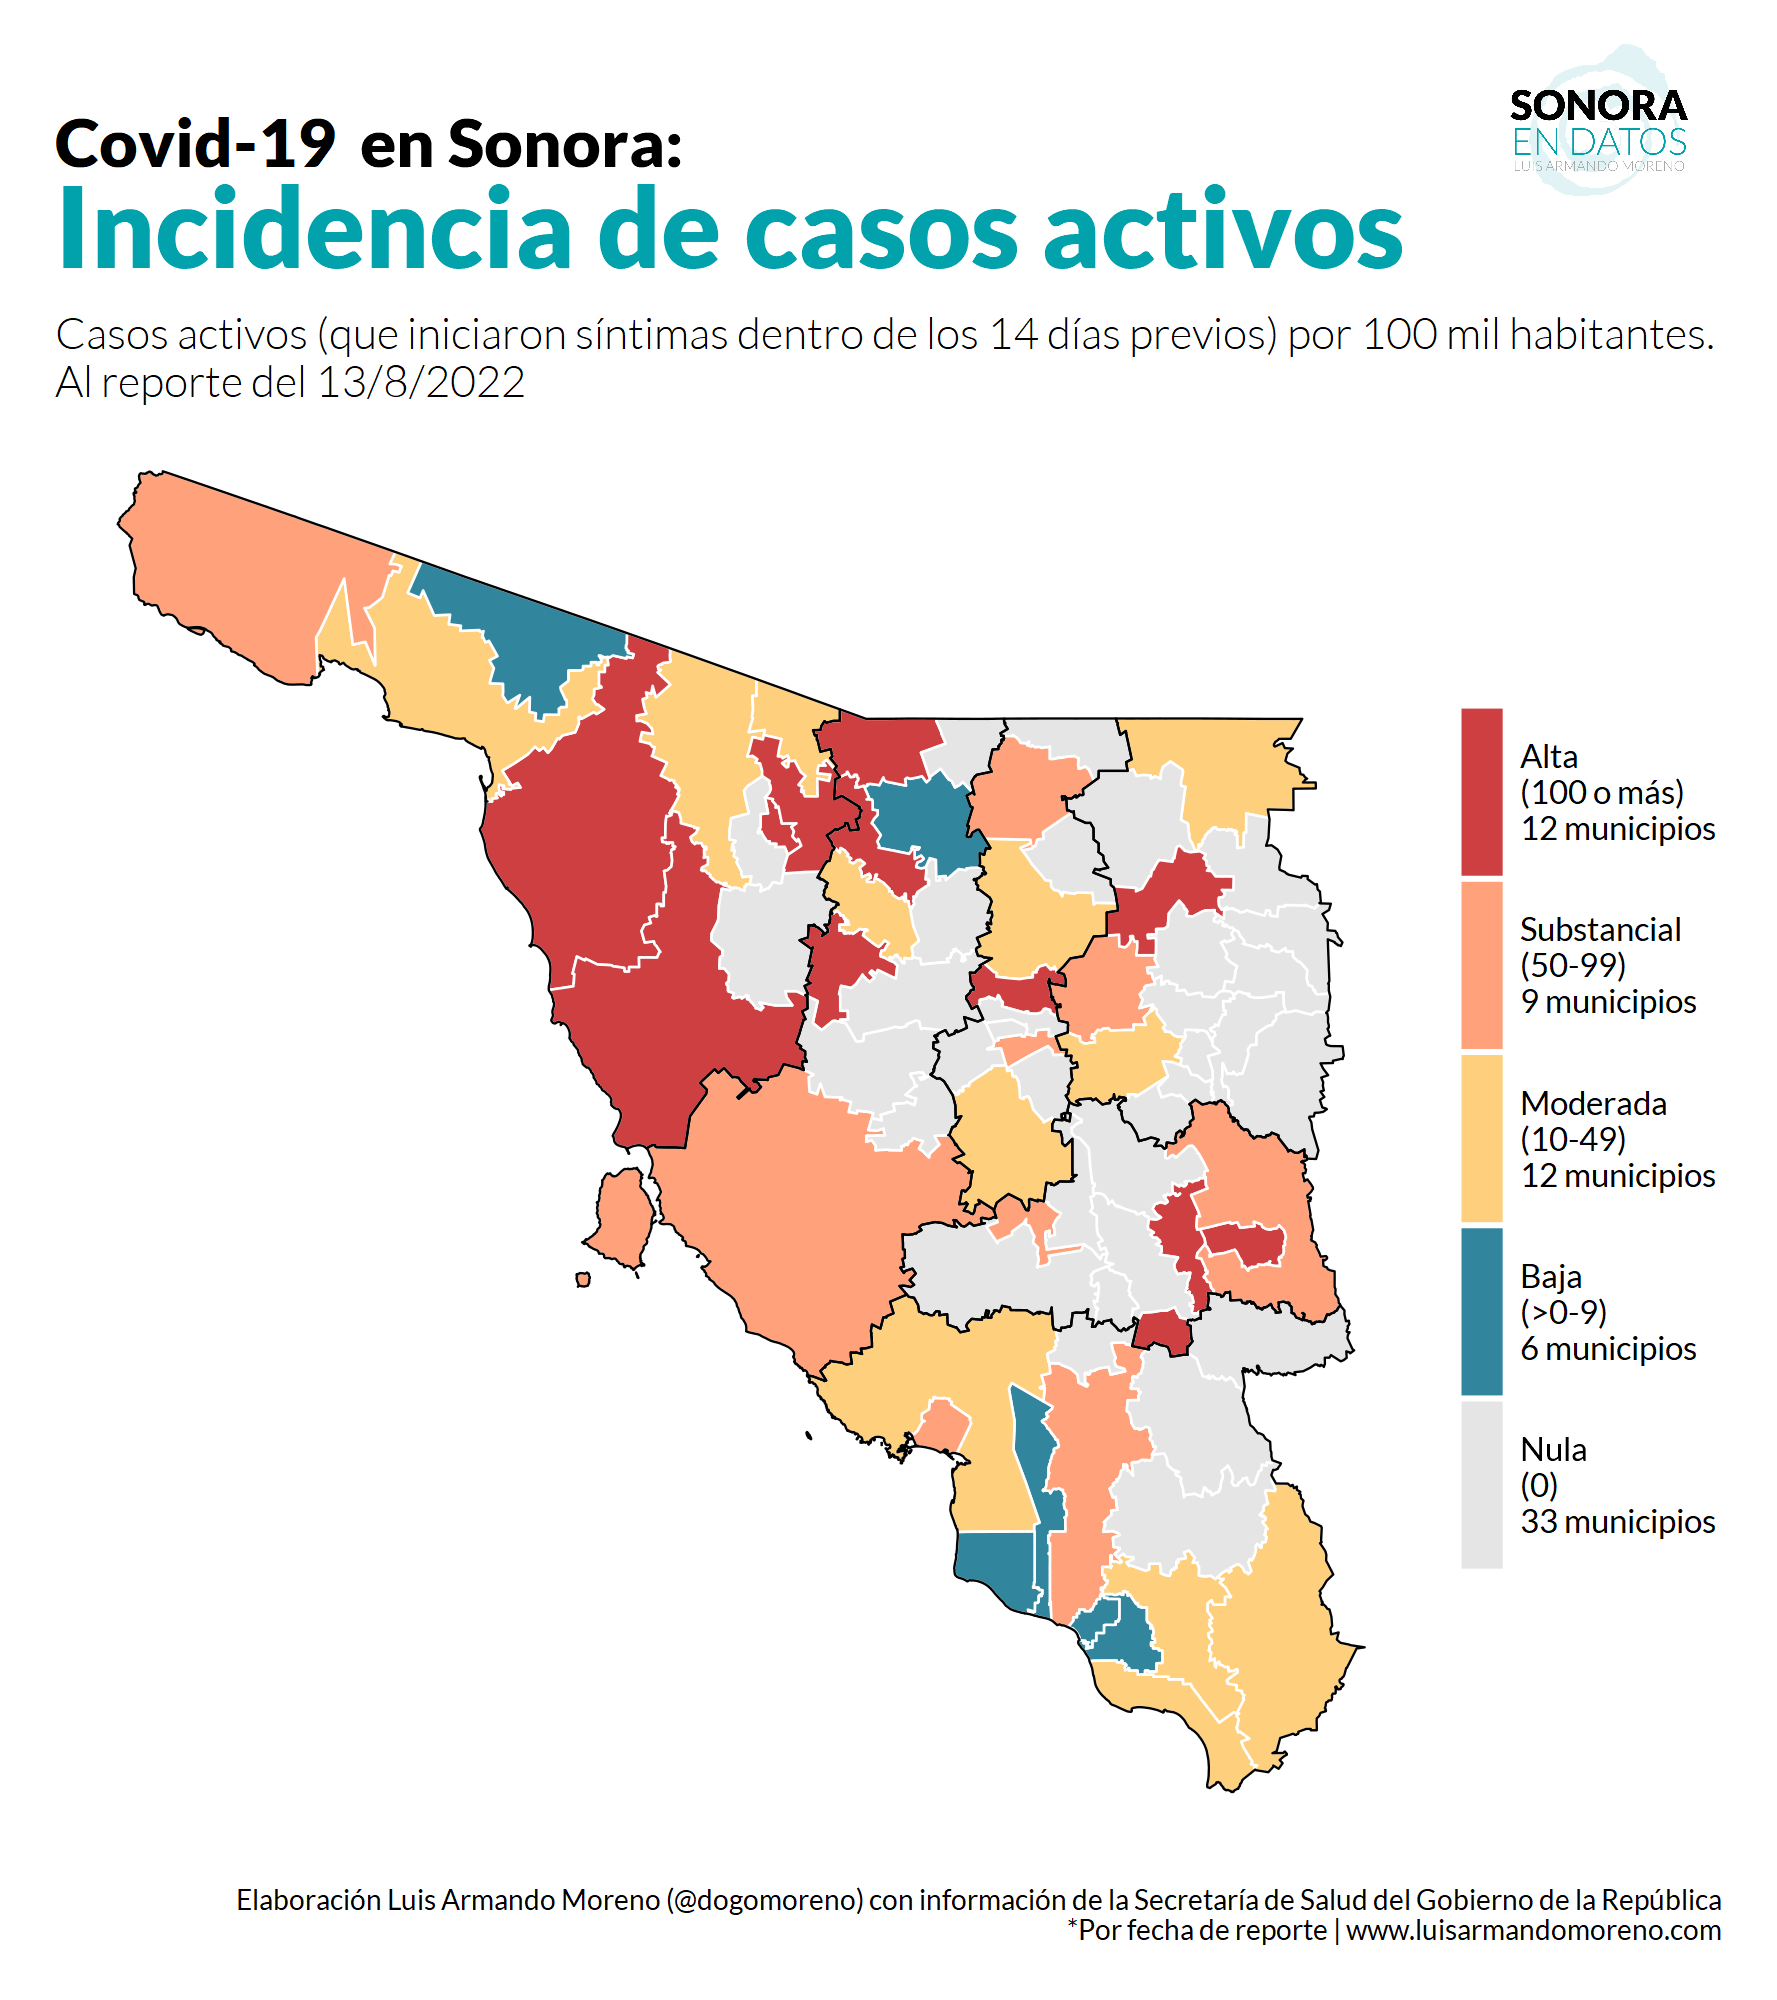 SONORA
EN DATOS
LUIS ARMANDO MORENO
Covid-19 en Sonora:
Incidencia de casos activos
Casos activos (que iniciaron síntimas dentro de los 14 días previos) por 100 mil habitantes.
Al reporte del 13/8/2022
Alta
(100 o más)
12 municipios
Substancial
(50-99)
9 municipios
Moderada
(10-49)
12 municipios
Baja
(>0-9)
6 municipios
Nula
(0)
33 municipios
Elaboración Luis Armando Moreno (@dogomoreno) con información de la Secretaría de Salud del Gobierno de la República
*Por fecha de reporte | www.luisarmandomoreno.com